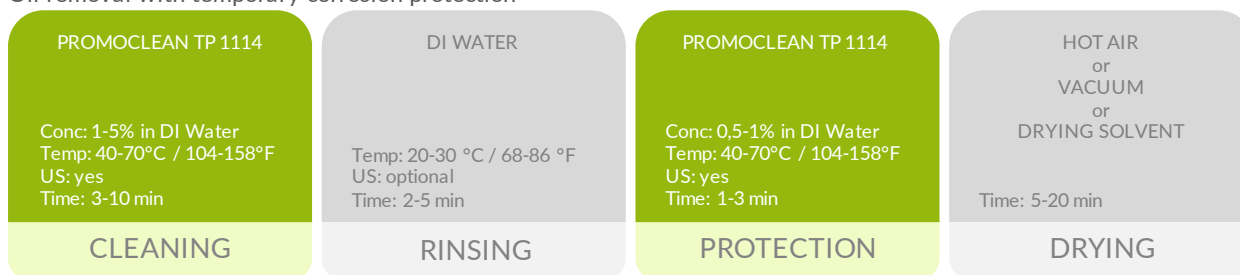 Oil removal with temporary corrosion protection
PROMOCLEAN TP 1114
Conc: 1-5% in DI Water
Temp: 40-70°C / 104-158°F
US: yes
Time: 3-10 min
CLEANING
DI WATER
Temp: 20-30 °C / 68-86 °F
US: optional
Time: 2-5 min
RINSING
PROMOCLEAN TP 1114
Conc: 0,5-1% in DI Water
Temp: 40-70°C / 104-158°F
US: yes
Time: 1-3 min
PROTECTION
HOT AIR
or
VACUUM
or
DRYING SOLVENT
Time: 5-20 min
DRYING